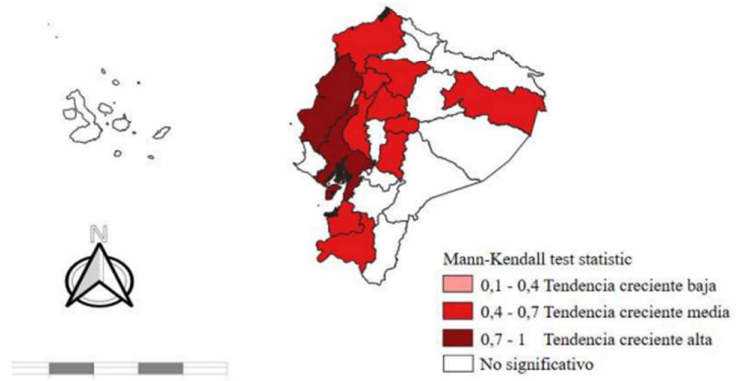 N
Mann-Kendall test statistic
0,1 - 0,4 Tendencia creciente baja
0,4 - 0,7 Tendencia creciente media
0,7 - 1 Tendencia creciente alta
No significativo